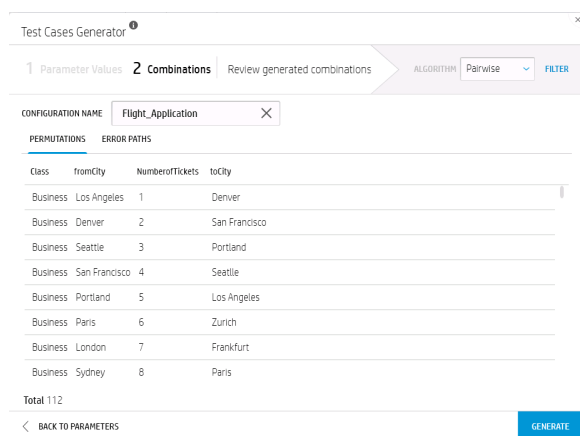 Test Cases Generator
1 Parameter Values 2 Combinations Review generated combinations ALGORITHM Pairwise FILTER
CONFIGURATION NAME Flight_Application
PERMUTATIONS ERROR PATHS
Class fromCity NumberofTickets toCity
Business Los Angeles 1 Denver
Business Denver 2 San Francisco
Business Seattle 3 Portland
Business San Francisco 4 Seatlle
Business Portland 5 Los Angeles
Business Paris 6 Zurich
Business London 7 Frankfurt
Business Sydney 8 Paris
Total 112
BACK TO PARAMETERS GENERATE